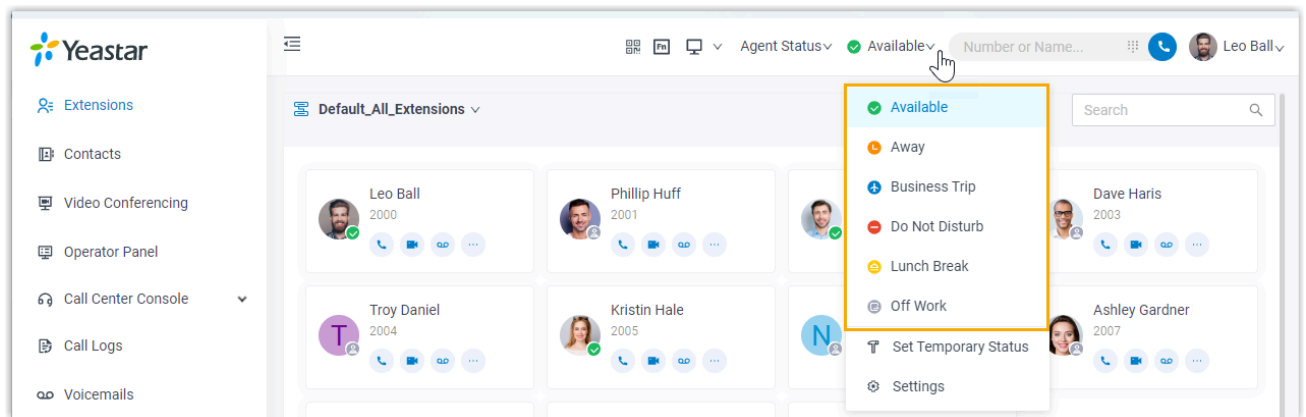 Yeastar
Fn
Agent Status
Available
Number or Name...
Leo Ball
Extensions
Contacts
Video Conferencing
Operator Panel
Call Center Console
Call Logs
Voicemails
Default_All_Extensions
Search
Available
Away
Business Trip
Do Not Disturb
Lunch Break
Off Work
Set Temporary Status
Settings
Leo Ball
2000
Phillip Huff
2001
Dave Haris
2003
T
Troy Daniel
2004
Kristin Hale
2005
N
Ashley Gardner
2007